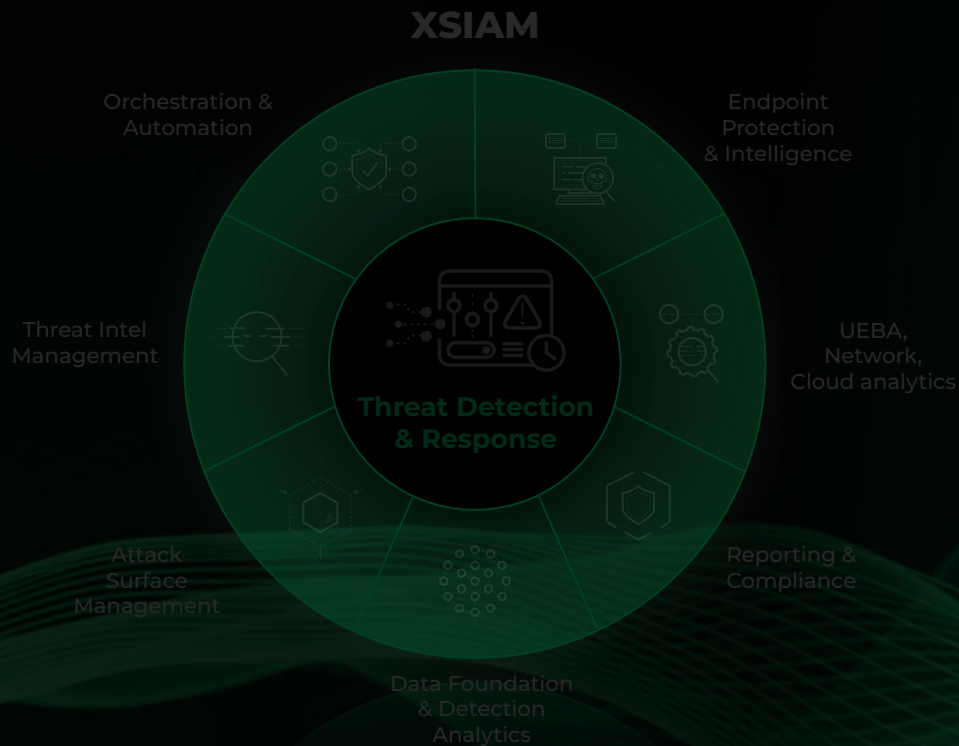 XSIAM
Orchestration &
Automation
Endpoint
Protection
& Intelligence
Threat Intel
Management
UEBA,
Network,
Cloud analytics
Threat Detection
& Response
Attack
Surface
Management
Reporting &
Compliance
Data Foundation
& Detection
Analytics